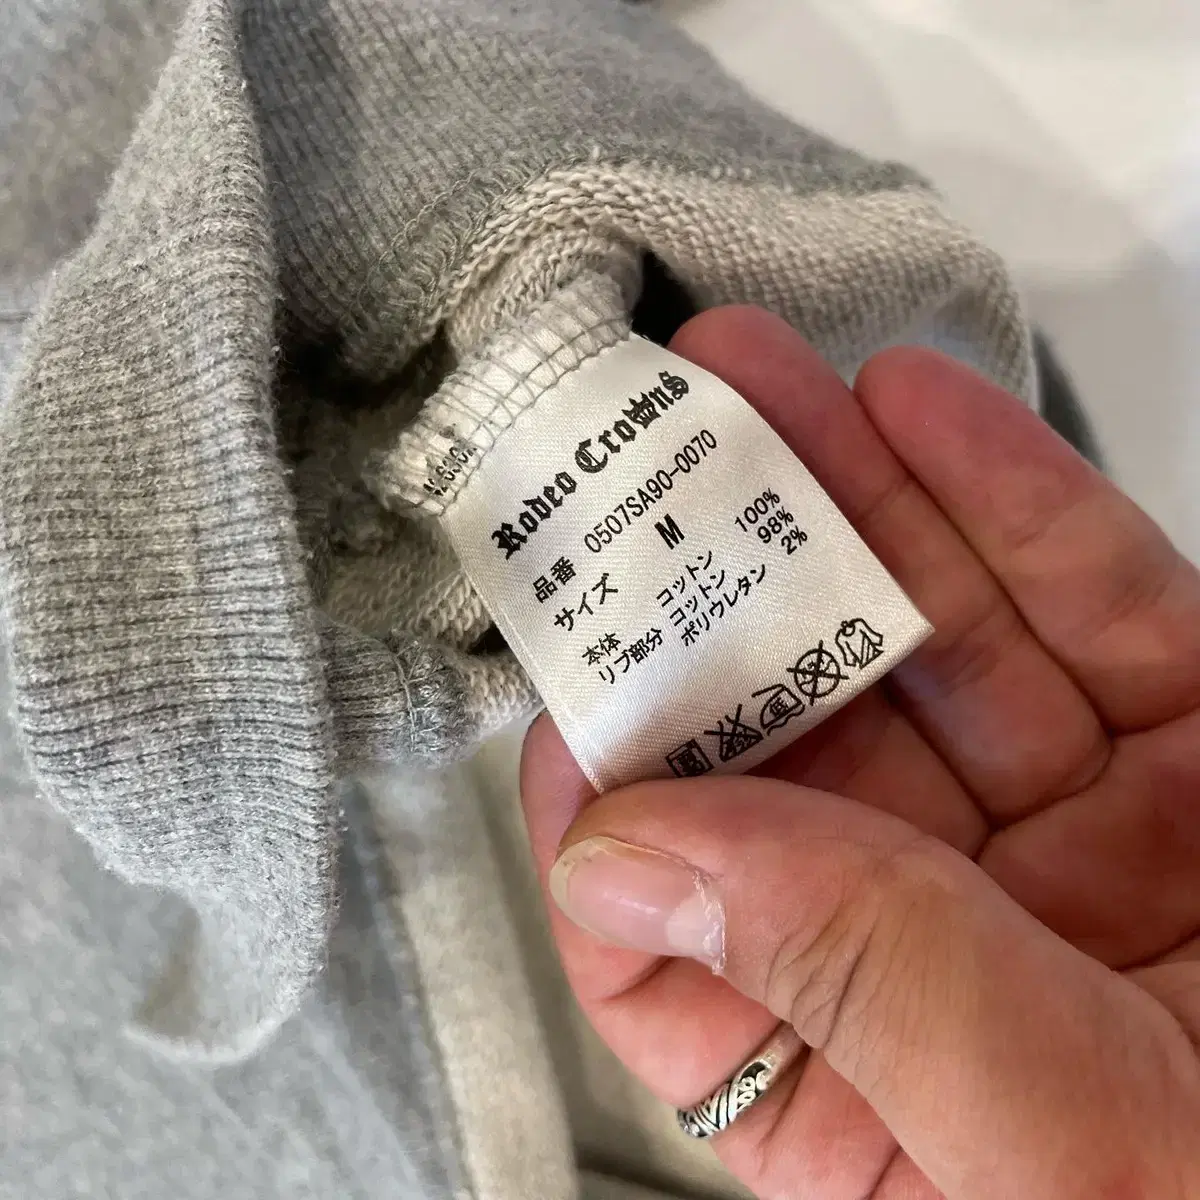 Rodeo Crowns
品番 0507SA90-0070
サイズ M
本体 コットン 100%
リブ部分 コットン 98%
ポリウレタン 2%